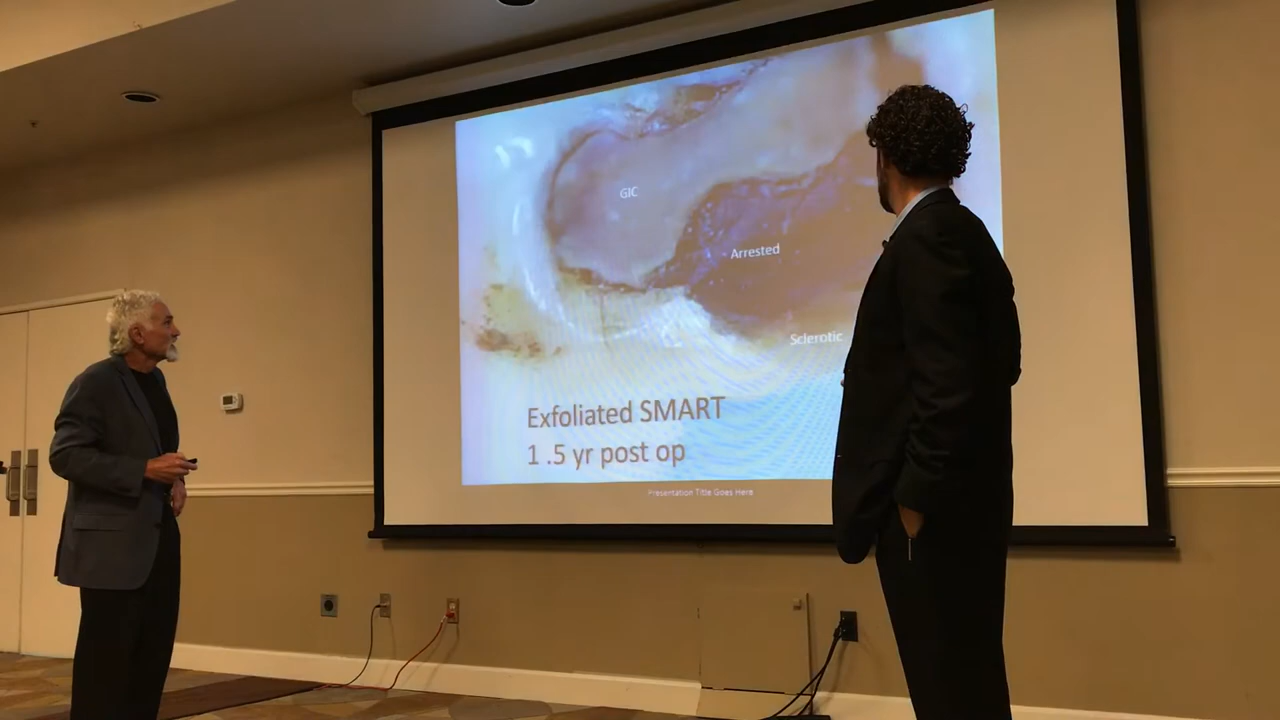 GIC
Arrested
Sclerotic
Exfoliated SMART
1 .5 yr post op
Presentation Title Goes Here